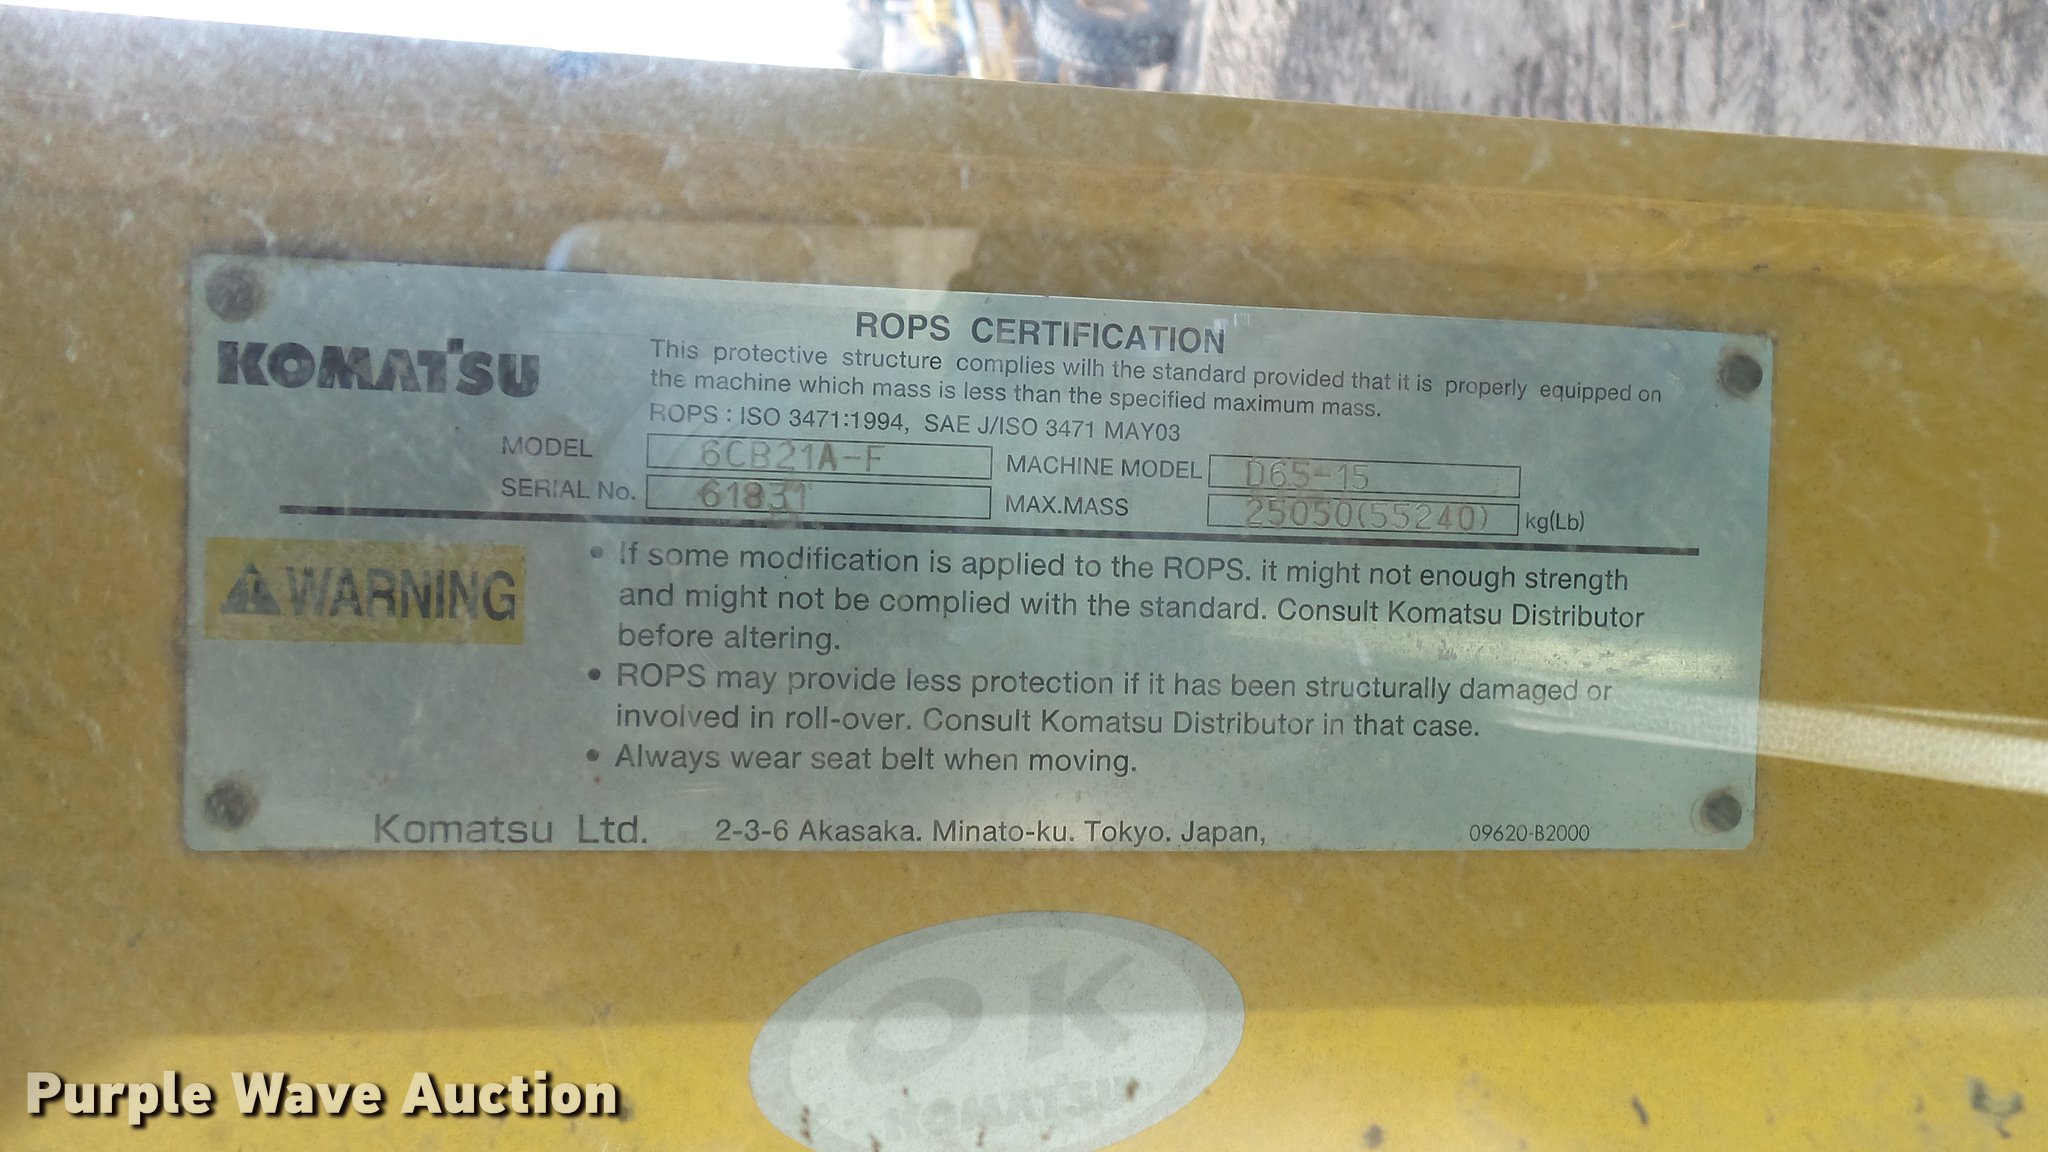 KOMATSU
ROPS CERTIFICATION
This protective structure complies wilh the standard provided that it is properly equipped on
the machine which mass is less than the specified maximum mass.
ROPS : ISO 3471:1994, SAE J/ISO 3471 MAY03
MODEL 6CB21A-F MACHINE MODEL D65-15
SERIAL No. 61831 MAX.MASS 25050(55240) kg(Lb)
WARNING
• If some modification is applied to the ROPS. it might not enough strength
and might not be complied with the standard. Consult Komatsu Distributor
before altering.
• ROPS may provide less protection if it has been structurally damaged or
involved in roll-over. Consult Komatsu Distributor in that case.
• Always wear seat belt when moving.
Komatsu Ltd. 2-3-6 Akasaka. Minato-ku. Tokyo. Japan,
09620-B2000
OK
KOMATSU
Purple Wave Auction